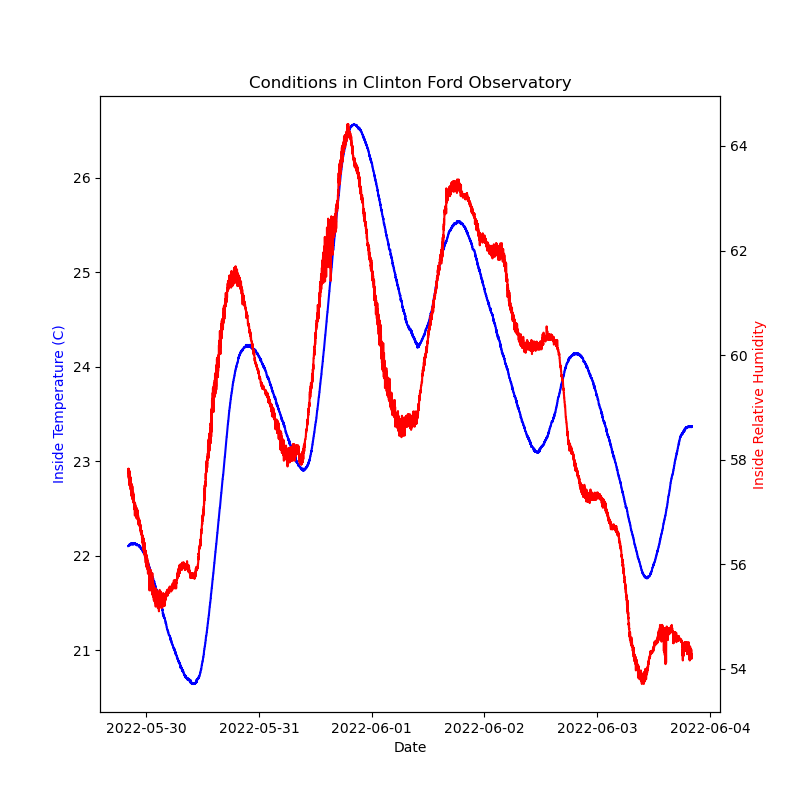 Conditions in Clinton Ford Observatory
Inside Temperature (C)
26
25
24
23
22
21
64
62
60
58
56
54
Inside Relative Humidity
2022-05-30 2022-05-31 2022-06-01 2022-06-02 2022-06-03 2022-06-04
Date